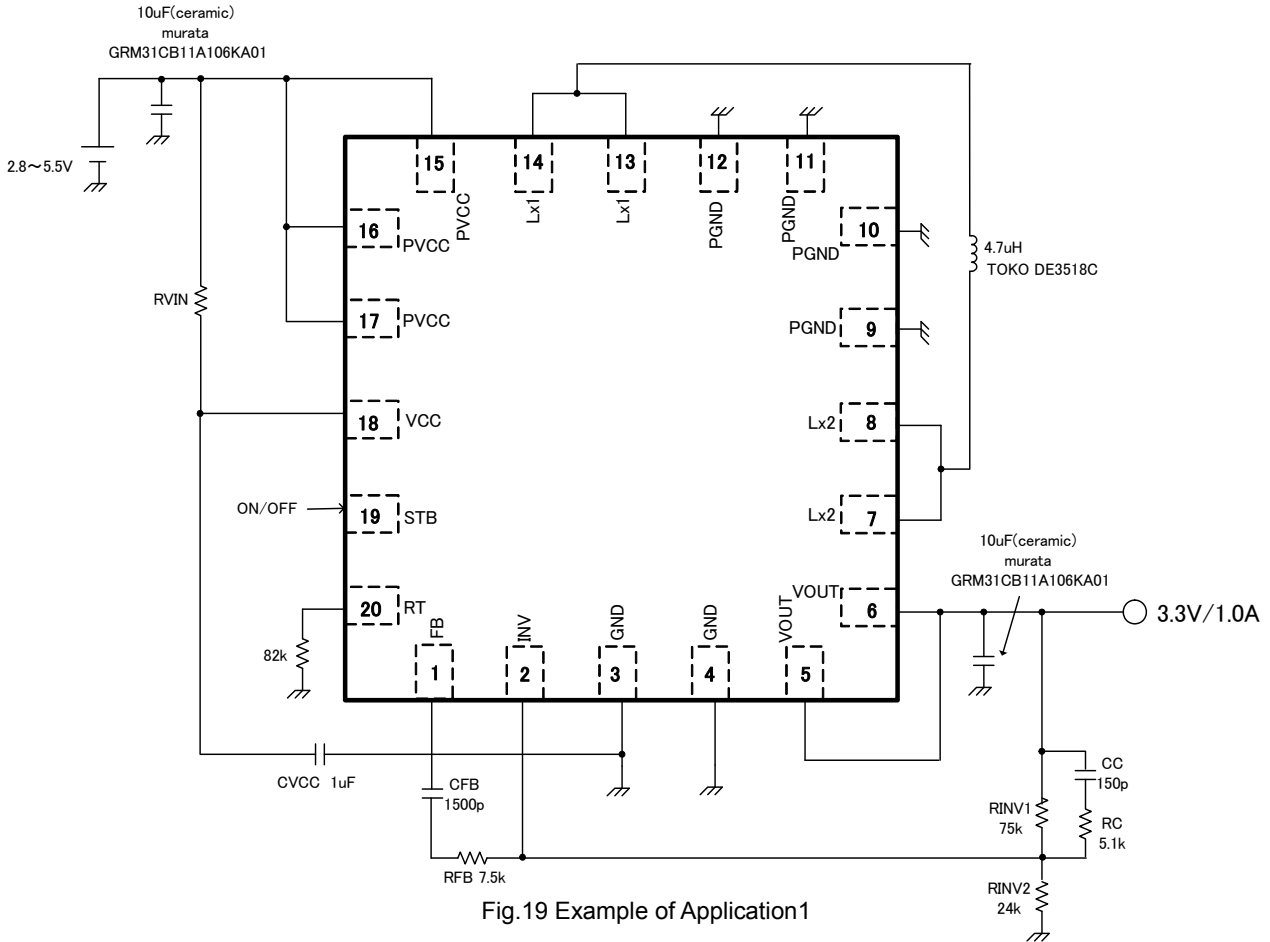 10uF(ceramic)
murata
GRM31CB11A106KA01
2.8～5.5V
RVIN
15
PVCC
14
Lx1
13
Lx1
12
PGND
11
PGND
10
PGND
16
PVCC
4.7uH
TOKO DE3518C
17
PVCC
PGND
9
18
VCC
Lx2
8
ON/OFF
19
STB
Lx2
7
10uF(ceramic)
murata
GRM31CB11A106KA01
20
RT
VOUT
6
3.3V/1.0A
82k
FB
1
INV
2
GND
3
GND
4
VOUT
5
CVCC 1uF
CFB
1500p
CC
150p
RINV1
75k
RC
5.1k
RFB 7.5k
RINV2
24k
Fig.19 Example of Application1